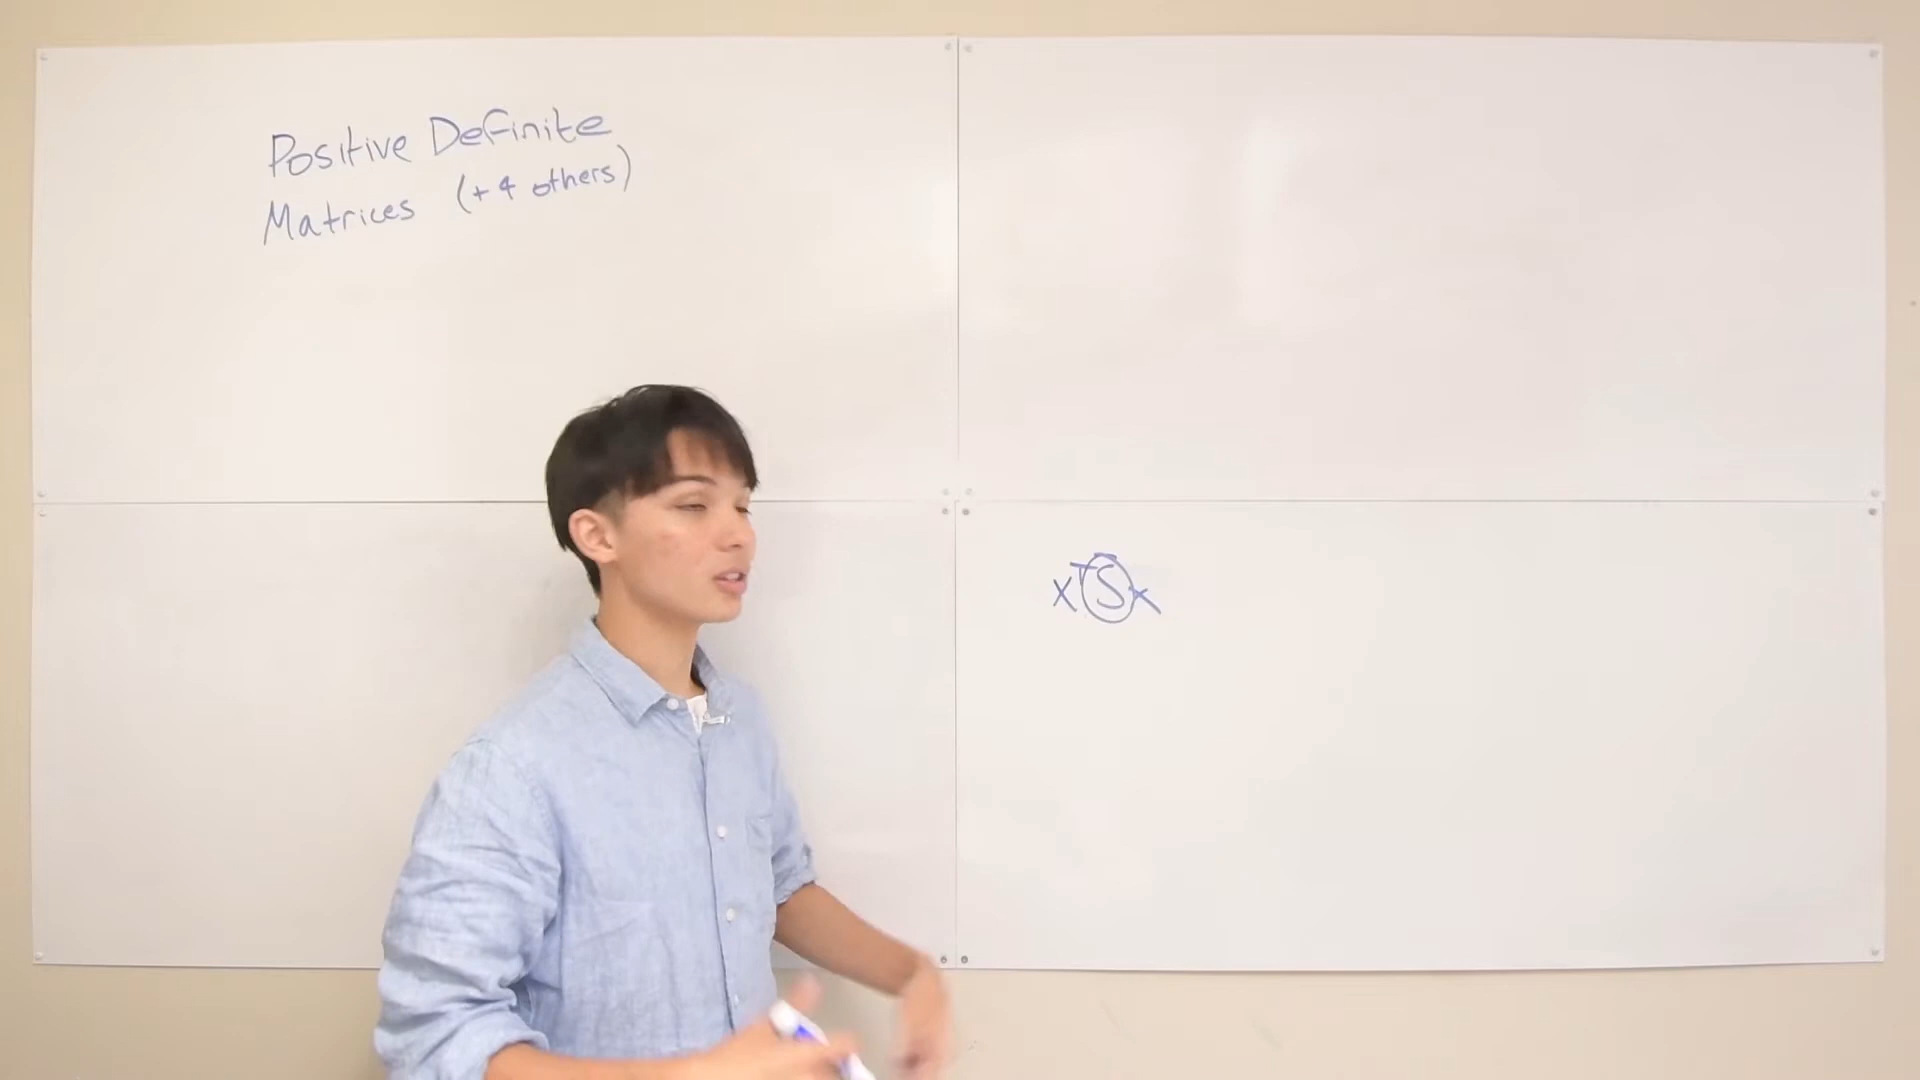 Positive Definite
Matrices (+4 others)
xᵀSx